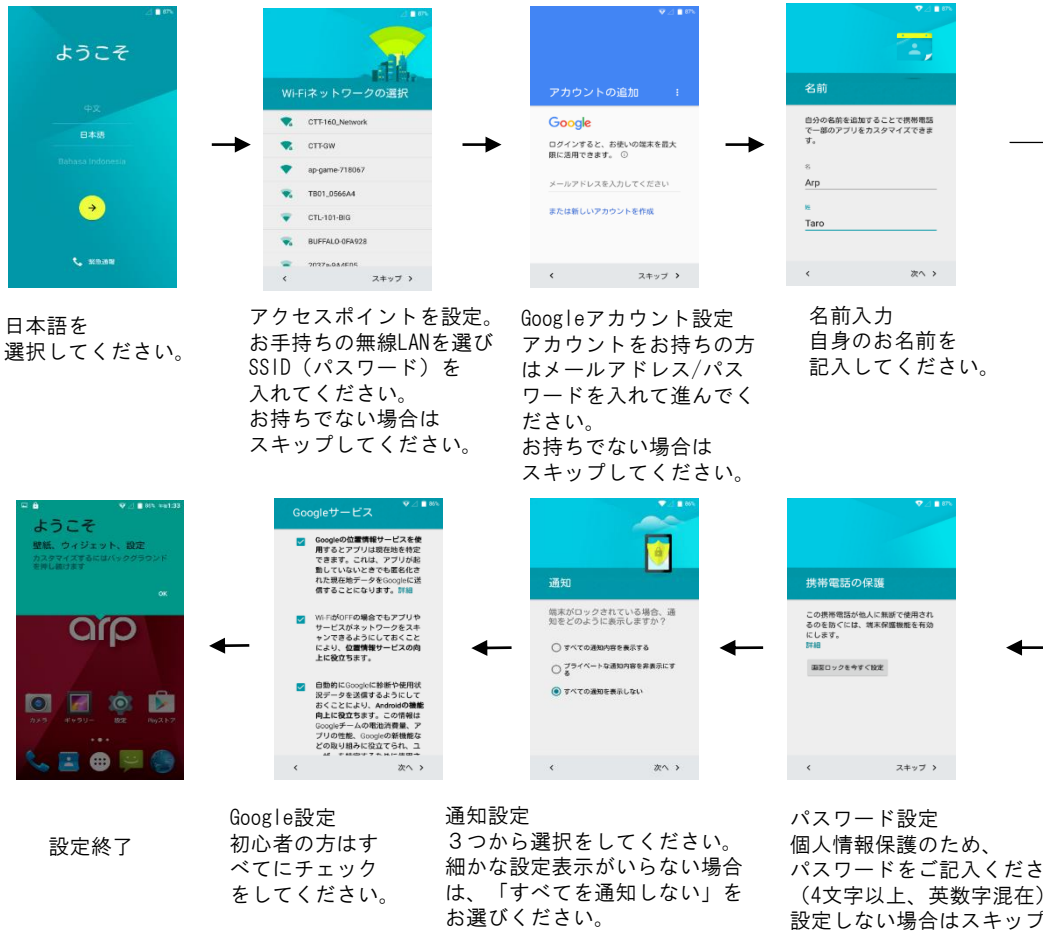 87%
ようこそ
中文
日本語
Bahasa Indonesia
緊急通報
日本語を
選択してください。
87%
Wi-Fiネットワークの選択
CTT-160_Network
CTT-GW
ap-game-718067
TB01_0566A4
CTL-101-BIG
BUFFALO-0FA928
スキップ
アクセスポイントを設定。
お手持ちの無線LANを選び
SSID（パスワード）を
入れてください。
お持ちでない場合は
スキップしてください。
87%
アカウントの追加
Google
ログインすると、お使いの端末を最大
限に活用できます。
メールアドレスを入力してください
または新しいアカウントを作成
スキップ
Googleアカウント設定
アカウントをお持ちの方
はメールアドレス/パス
ワードを入れて進んでく
ださい。
お持ちでない場合は
スキップしてください。
87%
名前
自分の名前を追加することで携帯電話
で一部のアプリをカスタマイズできま
す。
名
Arp
姓
Taro
次へ
名前入力
自身のお名前を
記入してください。
87%
携帯電話の保護
この携帯電話が他人に無断で使用され
るのを防ぐには、端末保護機能を有効
にします。
詳細
画面ロックを今すぐ設定
スキップ
パスワード設定
個人情報保護のため、
パスワードをご記入くださ
（4文字以上、英数字混在）
設定しない場合はスキップ
86%
通知
端末がロックされている場合、通
知をどのように表示しますか？
すべての通知内容を表示する
プライベートな通知内容を非表示にす
る
すべての通知を表示しない
次へ
通知設定
３つから選択をしてください。
細かな設定表示がいらない場合
は、「すべてを通知しない」を
お選びください。
86%
Googleサービス
Googleの位置情報サービスを使
用するとアプリは現在地を特定
できます。これは、アプリが起
動していないときでも匿名化さ
れた現在地データをGoogleに送
信することになります。詳細
Wi-FiがOFFの場合でもアプリや
サービスがネットワークをスキ
ャンできるようにしておくこと
により、位置情報サービスの向
上に役立ちます。
自動的にGoogleに診断や使用状
況データを送信するようにして
おくことにより、Androidの機能
向上に役立ちます。この情報は
Googleチームの電池消費量、ア
プリの性能、Googleの新機能な
どの取り組みに役立てられ、ユ
次へ
Google設定
初心者の方はす
べてにチェック
をしてください。
86% 午後1:33
ようこそ
壁紙、ウィジェット、設定
カスタマイズするにはバックグラウンド
を押し続けます
OK
arp
カメラ ギャラリー 設定 Playストア
設定終了